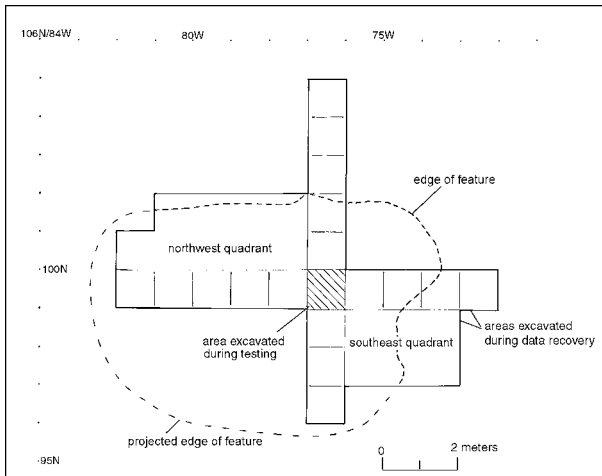 106N/84W
80W
75W
edge of feature
northwest quadrant
100N
area excavated
during testing
southeast quadrant
areas excavated
during data recovery
projected edge of feature
0
2 meters
95N